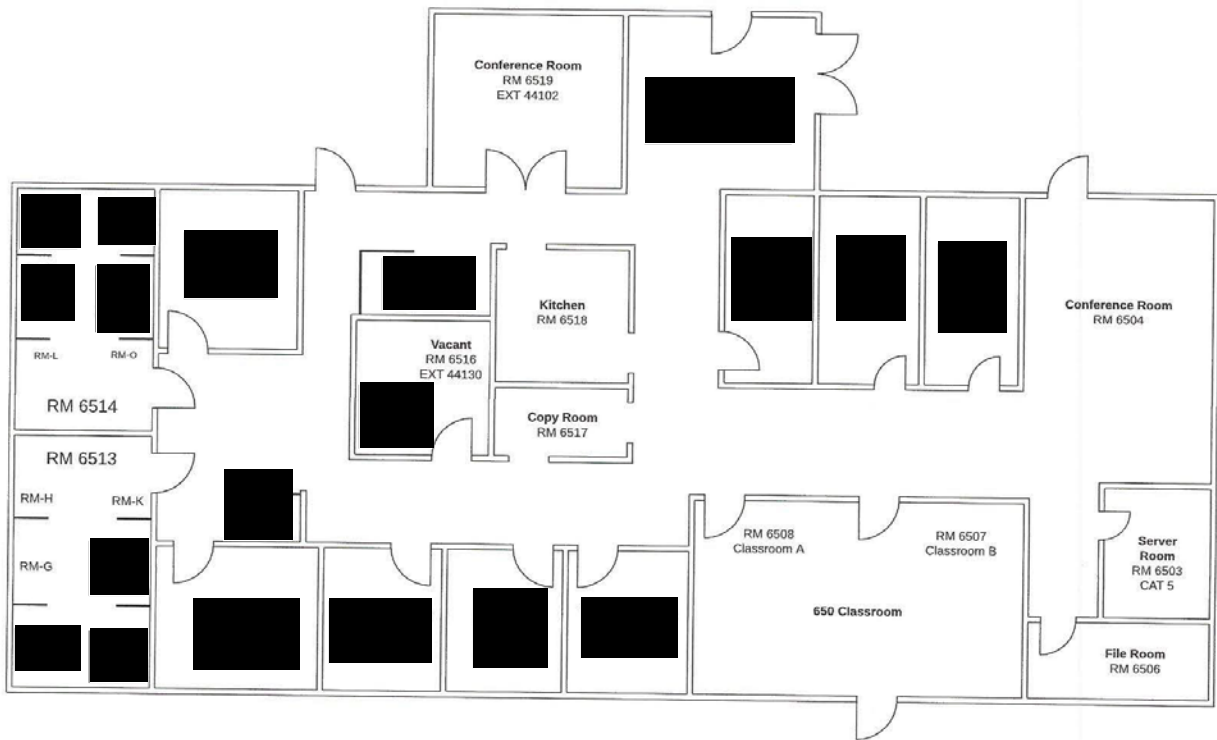 Conference Room
RM 6519
EXT 44102
Kitchen
RM 6518
Conference Room
RM 6504
Vacant
RM 6516
EXT 44130
RM-L
RM-O
RM 6514
Copy Room
RM 6517
RM 6513
RM-H
RM-K
RM-G
RM 6508
Classroom A
RM 6507
Classroom B
650 Classroom
Server
Room
RM 6503
CAT 5
File Room
RM 6506